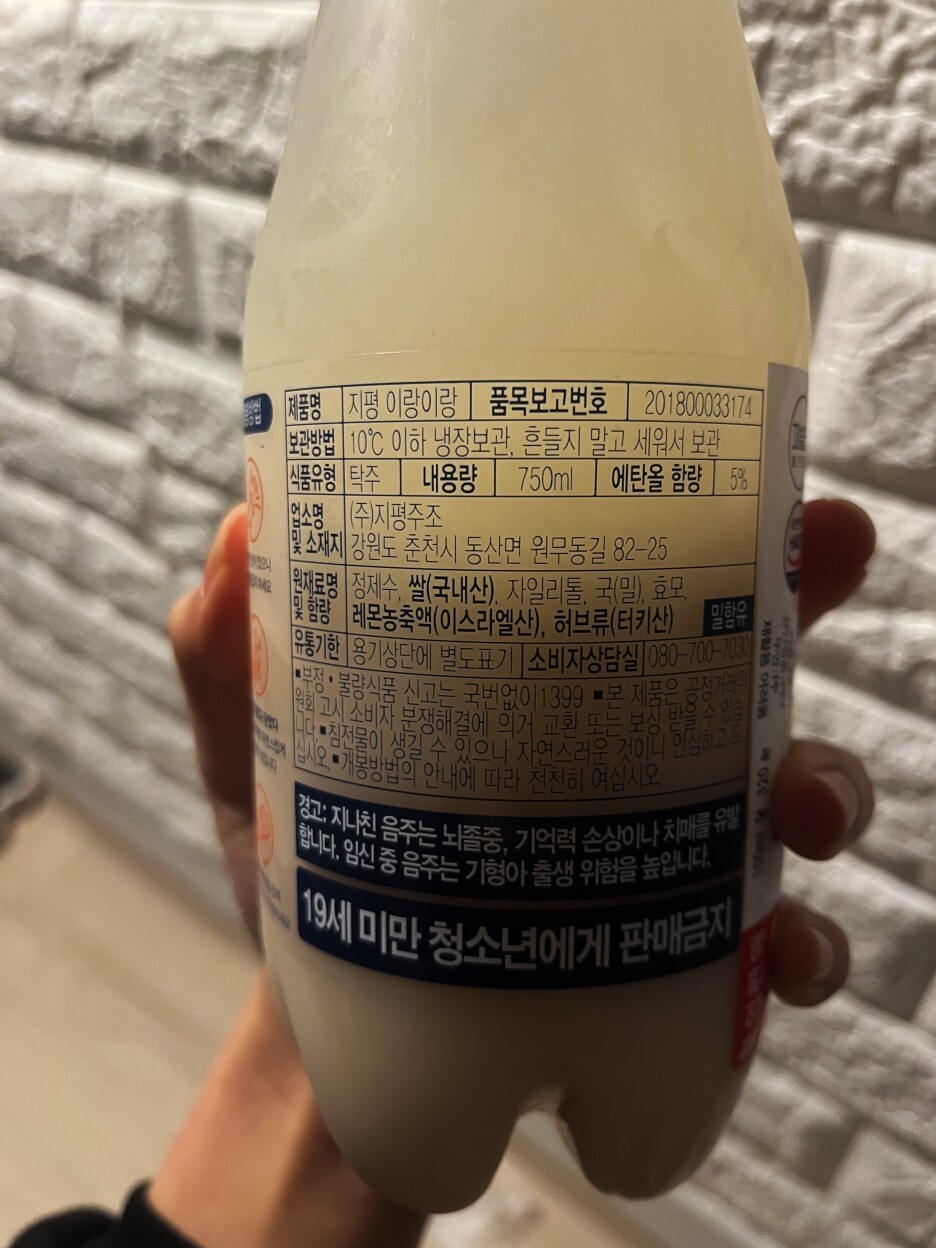 제품명 지평 이랑이랑 품목보고번호 201800033174
보관방법 10℃ 이하 냉장보관, 흔들지 말고 세워서 보관
식품유형 탁주 내용량 750ml 에탄올 함량 5%
업소명 (주)지평주조
및 소재지 강원도 춘천시 동산면 원무동길 82-25
원재료명 정제수, 쌀(국내산), 자일리톨, 국(밀), 효모,
및 함량 레몬농축액(이스라엘산), 허브류(터키산) 밀함유
유통기한 용기상단에 별도표기 소비자상담실 080-700-7030
▪부정·불량식품 신고는 국번없이1399 ▪본 제품은 공정거래위
원회 고시 소비자 분쟁해결에 의거 교환 또는 보상 받을 수 있습
니다. ▪침전물이 생길 수 있으나 자연스러운 것이니 안심하고 드
십시오. ▪개봉방법의 안내에 따라 천천히 여십시오.
경고: 지나친 음주는 뇌졸중, 기억력 손상이나 치매를 유발
합니다. 임신 중 음주는 기형아 출생 위험을 높입니다.
19세 미만 청소년에게 판매금지
재활용 어려움